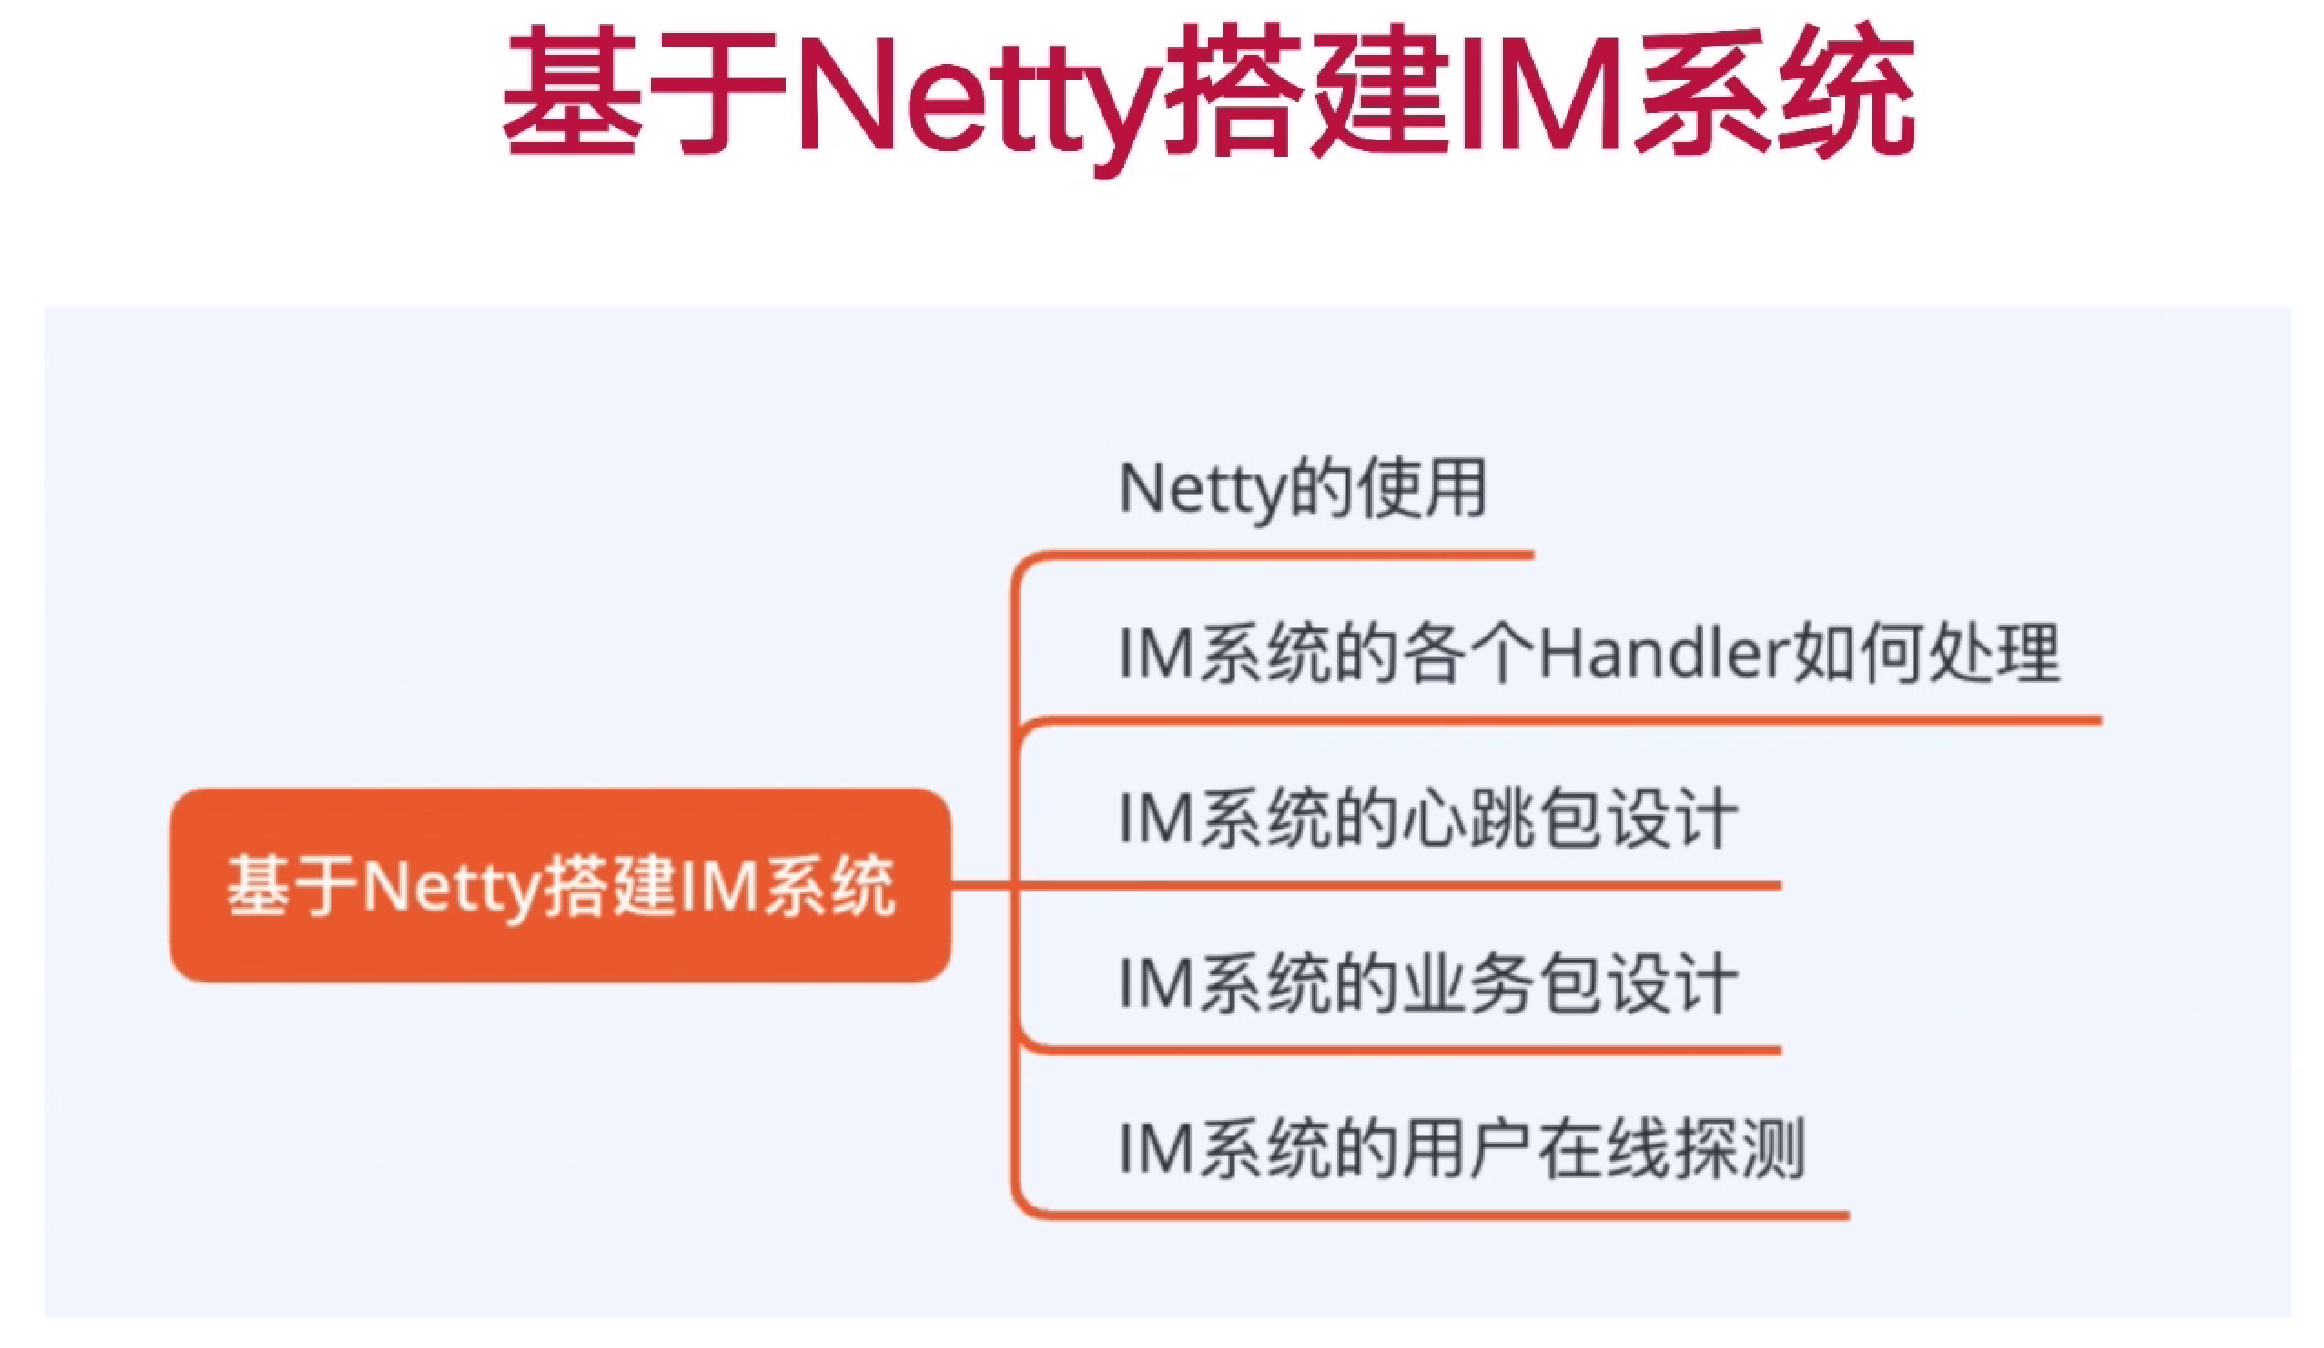 基于Netty搭建IM系统
Netty的使用
IM系统的各个Handler如何处理
IM系统的心跳包设计
基于Netty搭建IM系统
IM系统的业务包设计
IM系统的用户在线探测